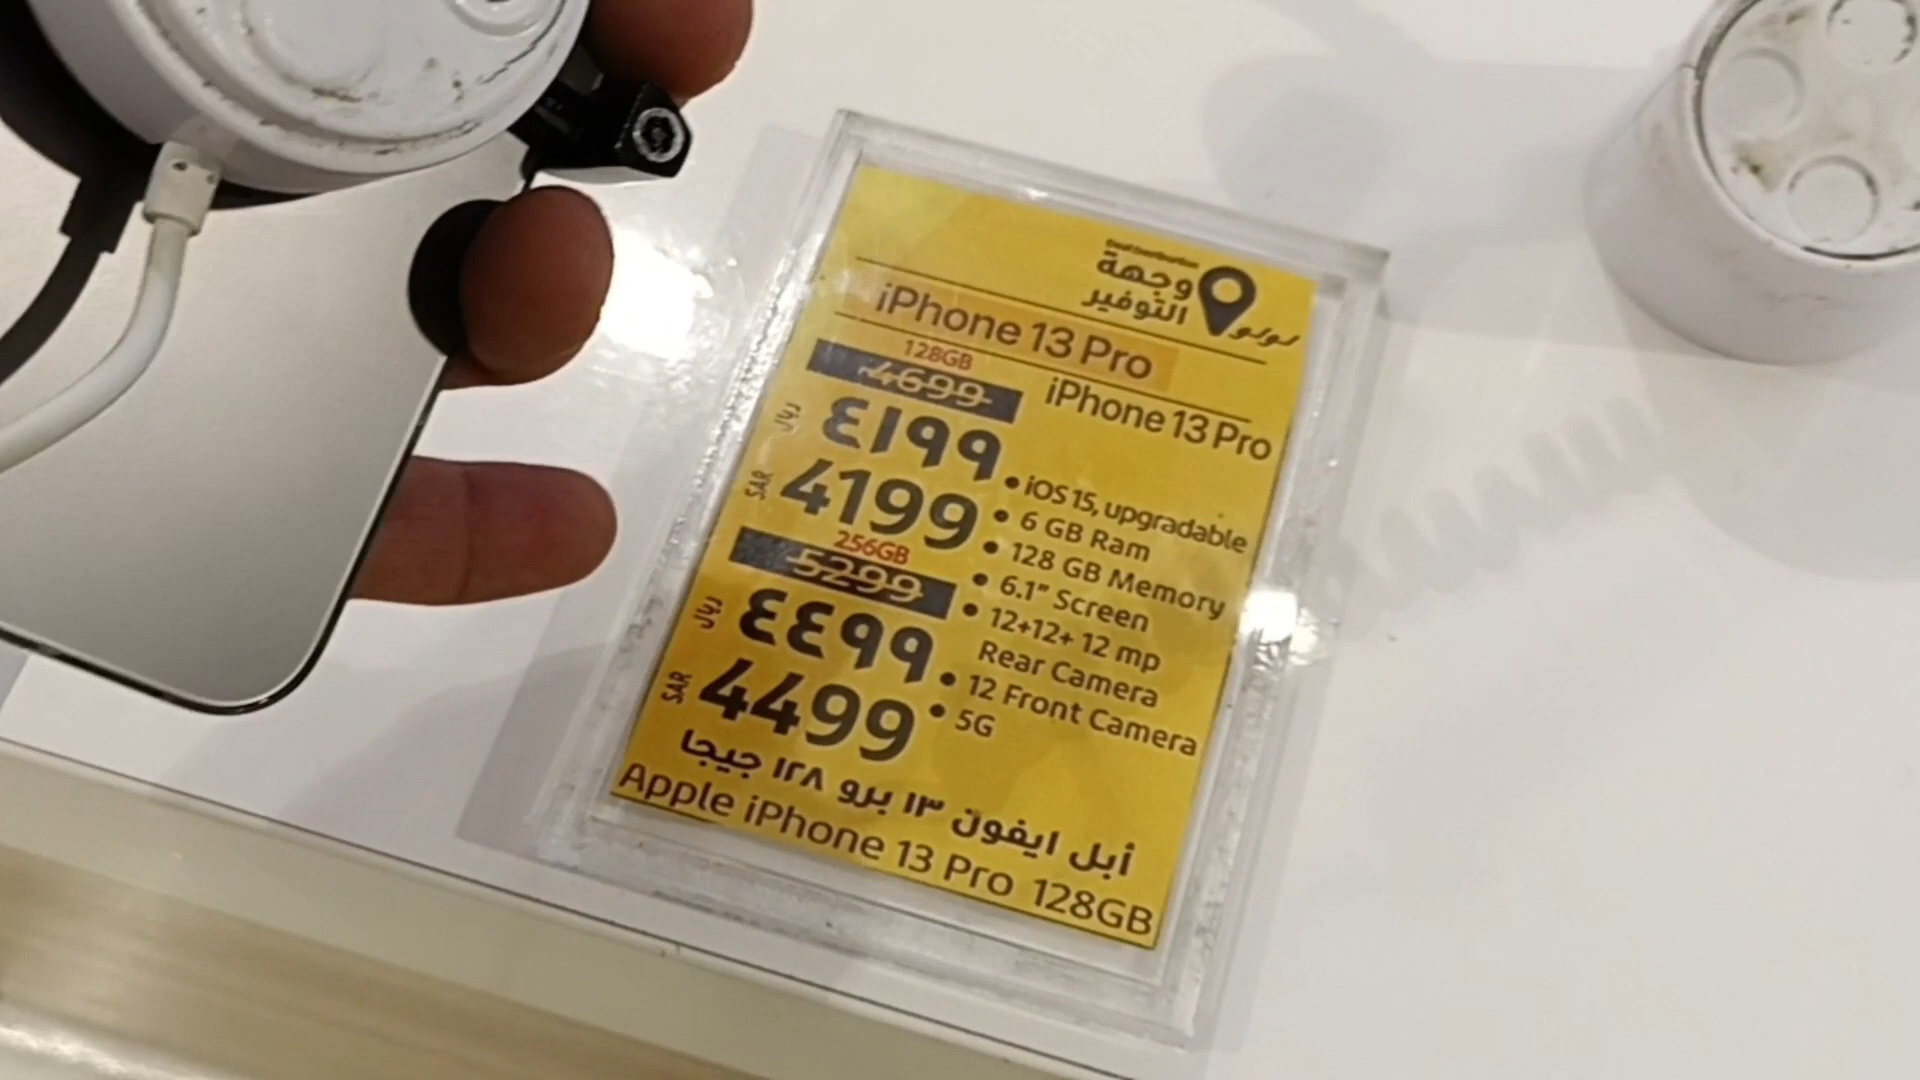 وجهة
التوفير
لولو
iPhone 13 Pro
iPhone 13 Pro
128GB
4699
ريال ٤١٩٩
SAR 4199
256GB
5299
ريال ٤٤٩٩
SAR 4499
• iOS 15, upgradable
• 6 GB Ram
• 128 GB Memory
• 6.1” Screen
• 12+12+ 12 mp
Rear Camera
• 12 Front Camera
• 5G
أبل ايفون ١٣ برو ١٢٨ جيجا
Apple iPhone 13 Pro 128GB